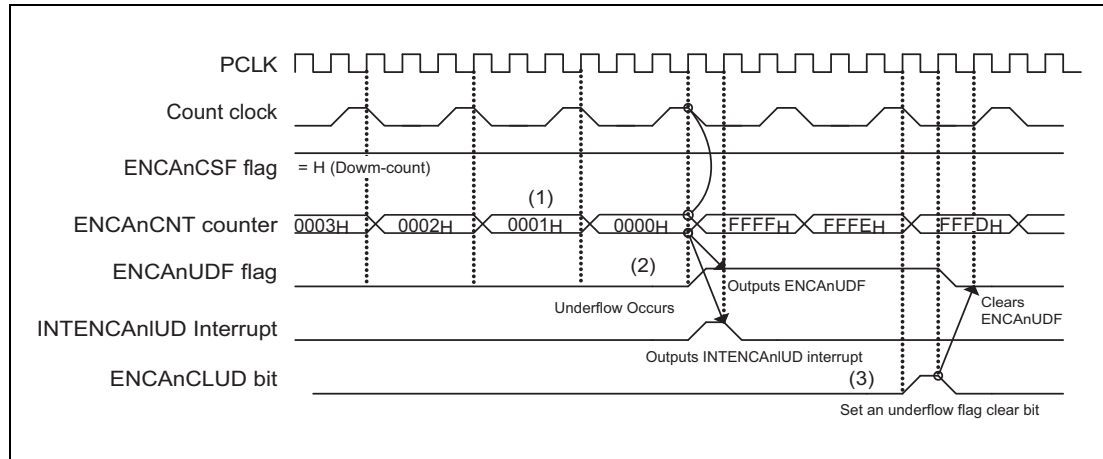 PCLK
Count clock
ENCAnCSF flag = H (Dowm-count)
(1)
ENCAnCNT counter 0003H 0002H 0001H 0000H FFFFH FFFEH FFFDH
ENCAnUDF flag (2) Outputs ENCAnUDF
Underflow Occurs
Clears
ENCAnUDF
INTENCAnIUD Interrupt
Outputs INTENCAnIUD interrupt
ENCAnCLUD bit (3)
Set an underflow flag clear bit